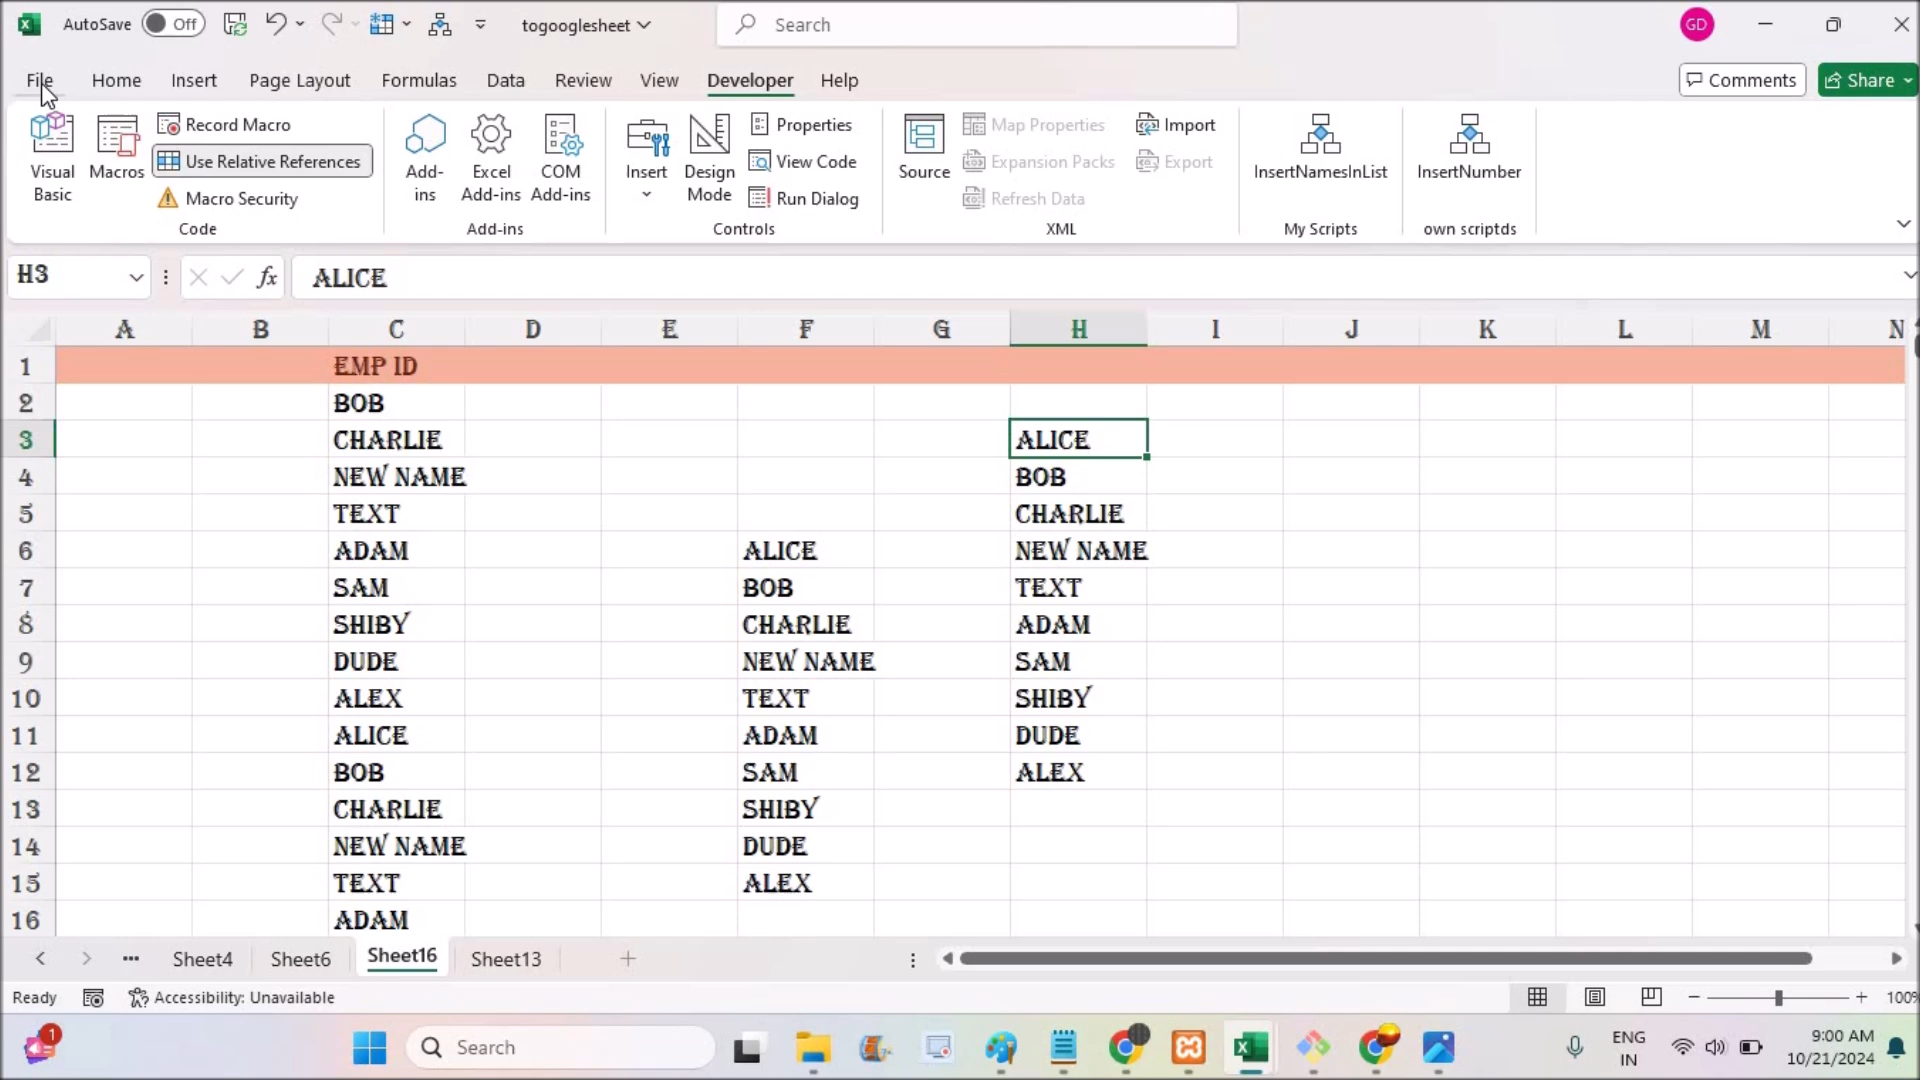 AutoSave Off togooglesheet Search GD
File Home Insert Page Layout Formulas Data Review View Developer Help Comments Share
Visual Basic Macros Record Macro
Use Relative References
Macro Security
Code
Add-ins Excel Add-ins COM Add-ins
Add-ins
Insert Design Mode Properties
View Code
Run Dialog
Controls
Source Map Properties Import
Expansion Packs Export
Refresh Data
XML
InsertNamesInList
My Scripts
InsertNumber
own scriptds
H3 fx ALICE
A B C D E F G H I J K L M N
1 EMP ID
2 BOB
3 CHARLIE ALICE
4 NEW NAME BOB
5 TEXT CHARLIE
6 ADAM ALICE NEW NAME
7 SAM BOB TEXT
8 SHIBY CHARLIE ADAM
9 DUDE NEW NAME SAM
10 ALEX TEXT SHIBY
11 ALICE ADAM DUDE
12 BOB SAM ALEX
13 CHARLIE SHIBY
14 NEW NAME DUDE
15 TEXT ALEX
16 ADAM
Sheet4 Sheet6 Sheet16 Sheet13
Ready Accessibility: Unavailable 100%
1 Search ENG 9:00 AM
IN 10/21/2024